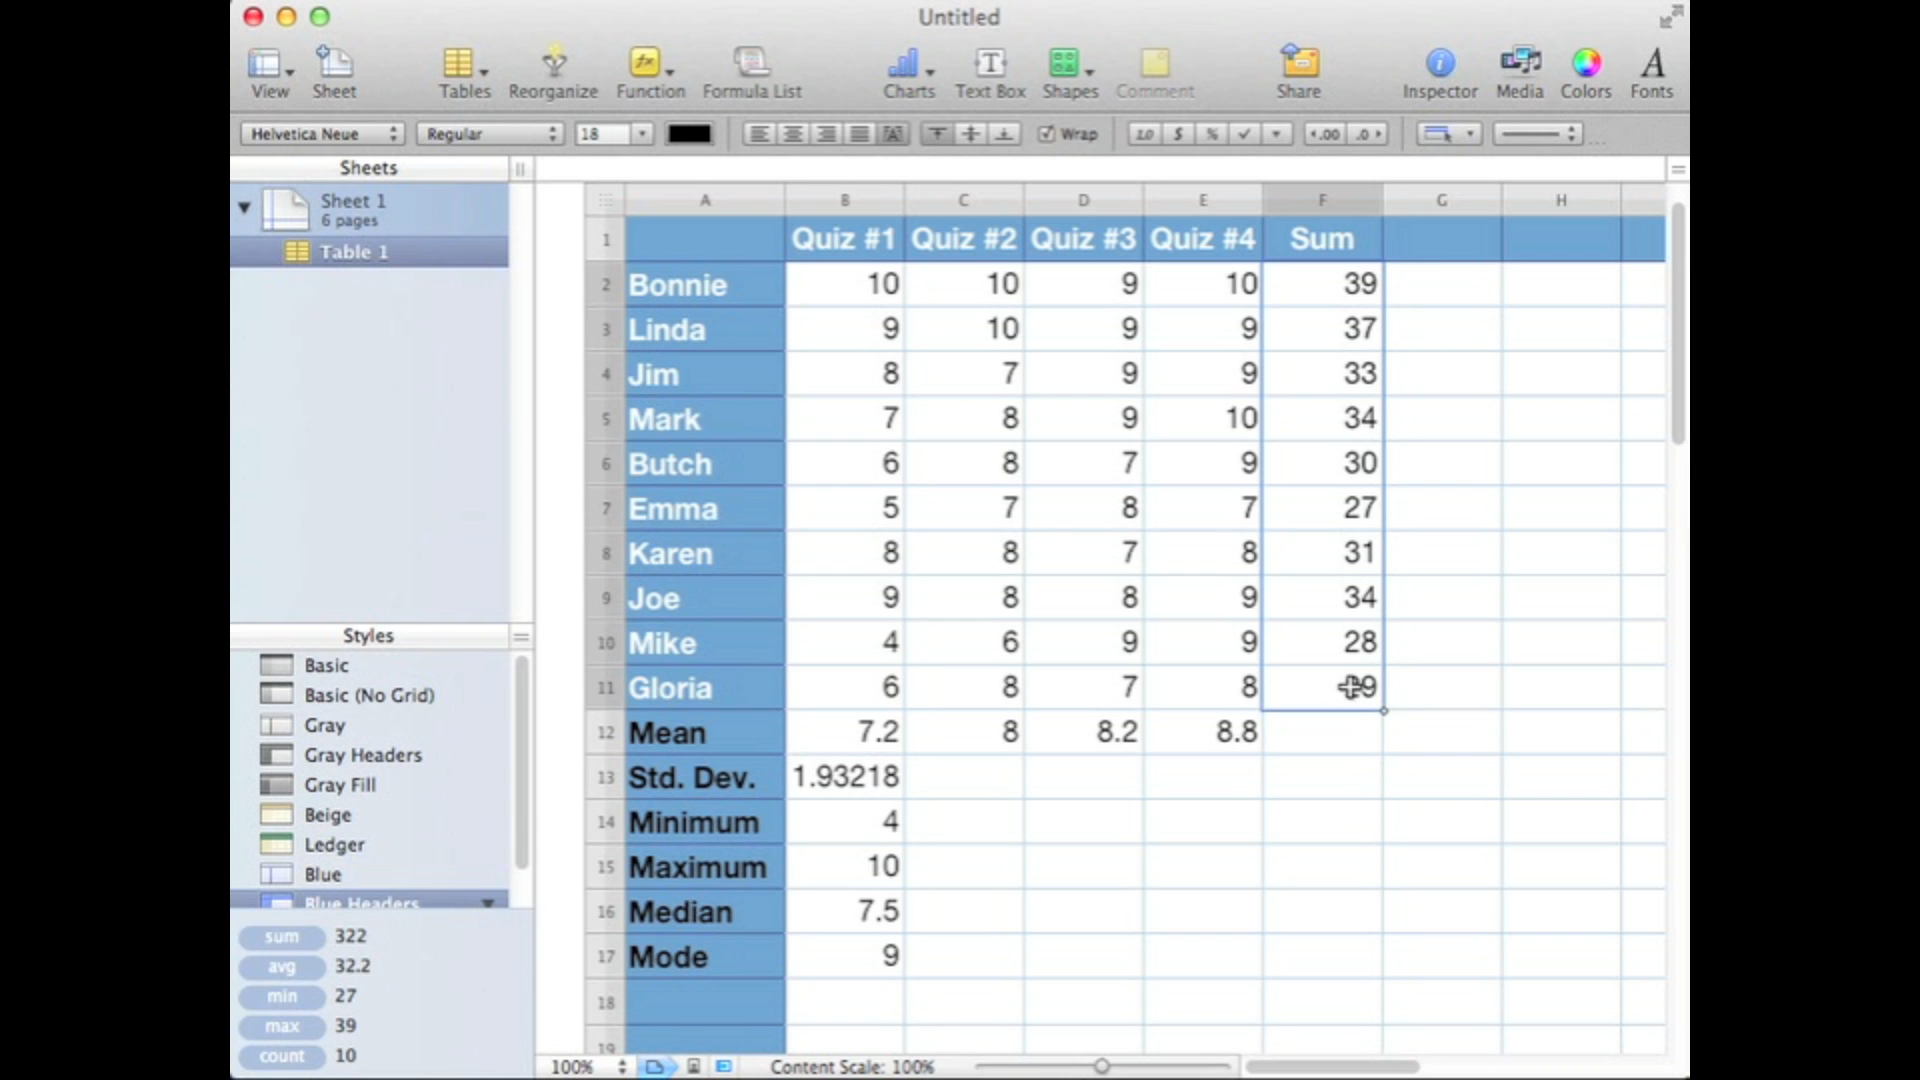 Untitled
View Sheet Tables Reorganize Function Formula List Charts Text Box Shapes Comment Share Inspector Media Colors Fonts
Helvetica Neue Regular 18 Wrap 1.0 $ % .00 .0
Sheets
Sheet 1
6 pages
Table 1
A B C D E F G H
1 Quiz #1 Quiz #2 Quiz #3 Quiz #4 Sum
2 Bonnie 10 10 9 10 39
3 Linda 9 10 9 9 37
4 Jim 8 7 9 9 33
5 Mark 7 8 9 10 34
6 Butch 6 8 7 9 30
7 Emma 5 7 8 7 27
8 Karen 8 8 7 8 31
9 Joe 9 8 8 9 34
10 Mike 4 6 9 9 28
11 Gloria 6 8 7 8
12 Mean 7.2 8 8.2 8.8
13 Std. Dev. 1.93218
14 Minimum 4
15 Maximum 10
16 Median 7.5
17 Mode 9
18
19
Styles
Basic
Basic (No Grid)
Gray
Gray Headers
Gray Fill
Beige
Ledger
Blue
Blue Headers
sum 322
avg 32.2
min 27
max 39
count 10
100% Content Scale: 100%